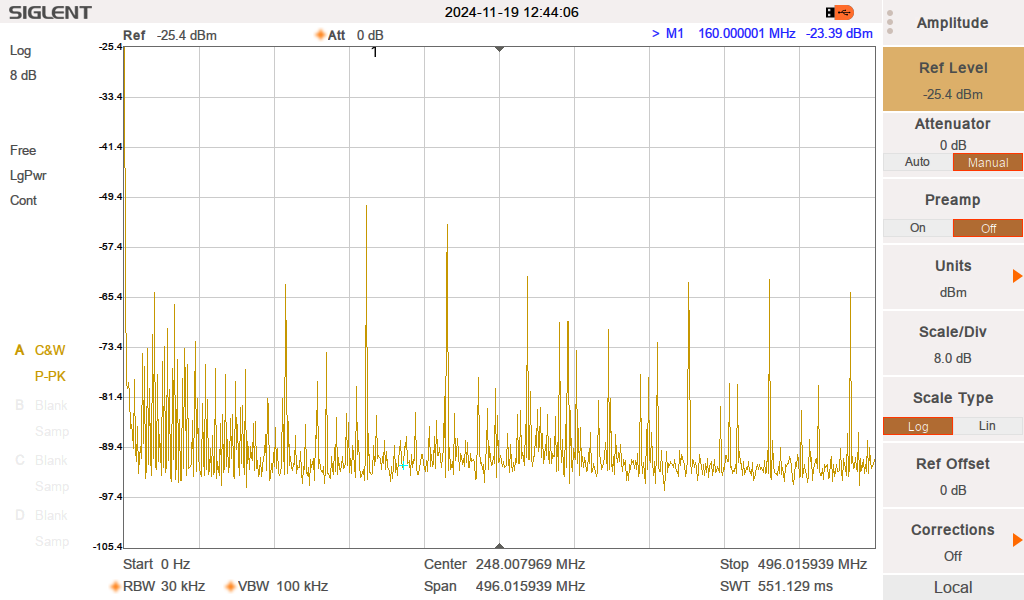 SIGLENT 2024-11-19 12:44:06
Ref -25.4 dBm Att 0 dB > M1 160.000001 MHz -23.39 dBm
Log
8 dB
Free
LgPwr
Cont
A C&W
P-PK
B Blank
Samp
C Blank
Samp
D Blank
Samp
-25.4
-33.4
-41.4
-49.4
-57.4
-65.4
-73.4
-81.4
-89.4
-97.4
-105.4
1
Start 0 Hz Center 248.007969 MHz Stop 496.015939 MHz
RBW 30 kHz VBW 100 kHz Span 496.015939 MHz SWT 551.129 ms
Amplitude
Ref Level
-25.4 dBm
Attenuator
0 dB
Auto Manual
Preamp
On Off
Units
dBm
Scale/Div
8.0 dB
Scale Type
Log Lin
Ref Offset
0 dB
Corrections
Off
Local